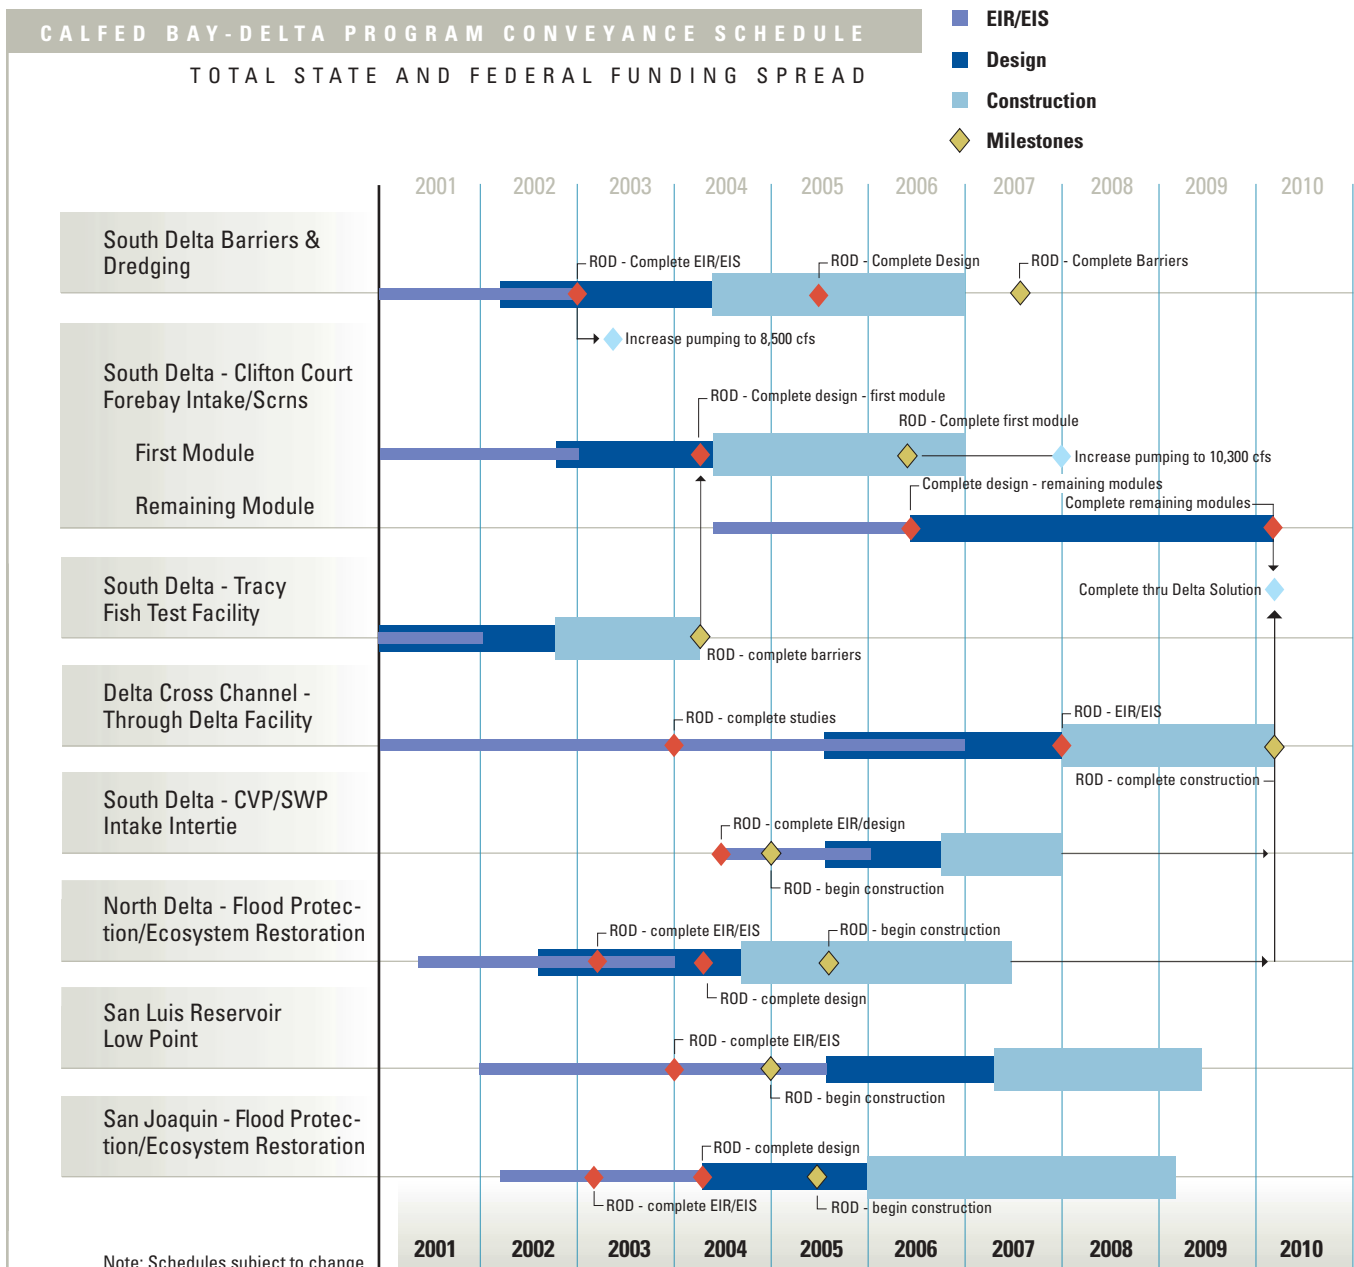 CALFED BAY-DELTA PROGRAM CONVEYANCE SCHEDULE
TOTAL STATE AND FEDERAL FUNDING SPREAD
EIR/EIS
Design
Construction
Milestones
2001 2002 2003 2004 2005 2006 2007 2008 2009 2010
South Delta Barriers &
Dredging
ROD - Complete EIR/EIS
ROD - Complete Design
ROD - Complete Barriers
Increase pumping to 8,500 cfs
South Delta - Clifton Court
Forebay Intake/Scrns
First Module
Remaining Module
ROD - Complete design - first module
ROD - Complete first module
Increase pumping to 10,300 cfs
Complete design - remaining modules
Complete remaining modules
South Delta - Tracy
Fish Test Facility
Complete thru Delta Solution
ROD - complete barriers
Delta Cross Channel -
Through Delta Facility
ROD - complete studies
ROD - EIR/EIS
ROD - complete construction
South Delta - CVP/SWP
Intake Intertie
ROD - complete EIR/design
ROD - begin construction
North Delta - Flood Protec-
tion/Ecosystem Restoration
ROD - complete EIR/EIS
ROD - begin construction
ROD - complete design
San Luis Reservoir
Low Point
ROD - complete EIR/EIS
ROD - begin construction
San Joaquin - Flood Protec-
tion/Ecosystem Restoration
ROD - complete design
ROD - complete EIR/EIS
ROD - begin construction
2001 2002 2003 2004 2005 2006 2007 2008 2009 2010
Note: Schedules subject to change